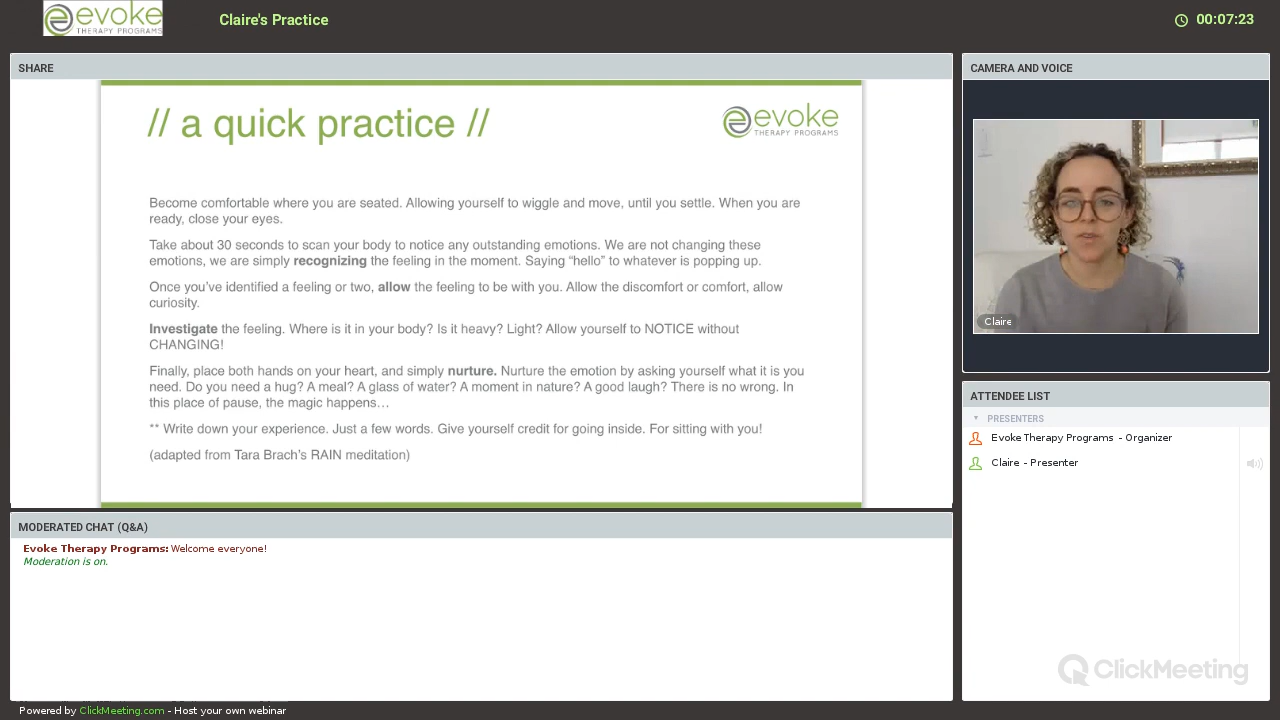 evoke
THERAPY PROGRAMS
Claire's Practice
00:07:23
SHARE
// a quick practice //
evoke
THERAPY PROGRAMS
Become comfortable where you are seated. Allowing yourself to wiggle and move, until you settle. When you are
ready, close your eyes.
Take about 30 seconds to scan your body to notice any outstanding emotions. We are not changing these
emotions, we are simply recognizing the feeling in the moment. Saying “hello” to whatever is popping up.
Once you’ve identified a feeling or two, allow the feeling to be with you. Allow the discomfort or comfort, allow
curiosity.
Investigate the feeling. Where is it in your body? Is it heavy? Light? Allow yourself to NOTICE without
CHANGING!
Finally, place both hands on your heart, and simply nurture. Nurture the emotion by asking yourself what it is you
need. Do you need a hug? A meal? A glass of water? A moment in nature? A good laugh? There is no wrong. In
this place of pause, the magic happens…
** Write down your experience. Just a few words. Give yourself credit for going inside. For sitting with you!
(adapted from Tara Brach’s RAIN meditation)
CAMERA AND VOICE
Claire
ATTENDEE LIST
PRESENTERS
Evoke Therapy Programs - Organizer
Claire - Presenter
MODERATED CHAT (Q&A)
Evoke Therapy Programs: Welcome everyone!
Moderation is on.
ClickMeeting
Powered by ClickMeeting.com - Host your own webinar